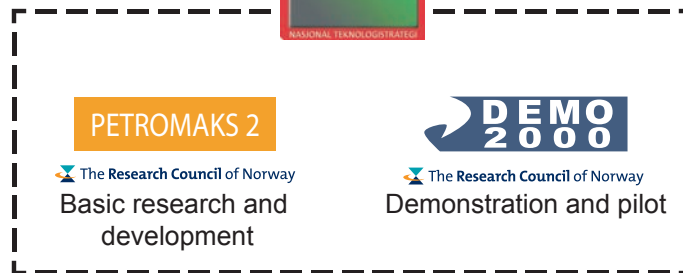 NASJONAL TEKNOLOGISTRATEGI
PETROMAKS 2
The Research Council of Norway
Basic research and
development
DEMO
2000
The Research Council of Norway
Demonstration and pilot